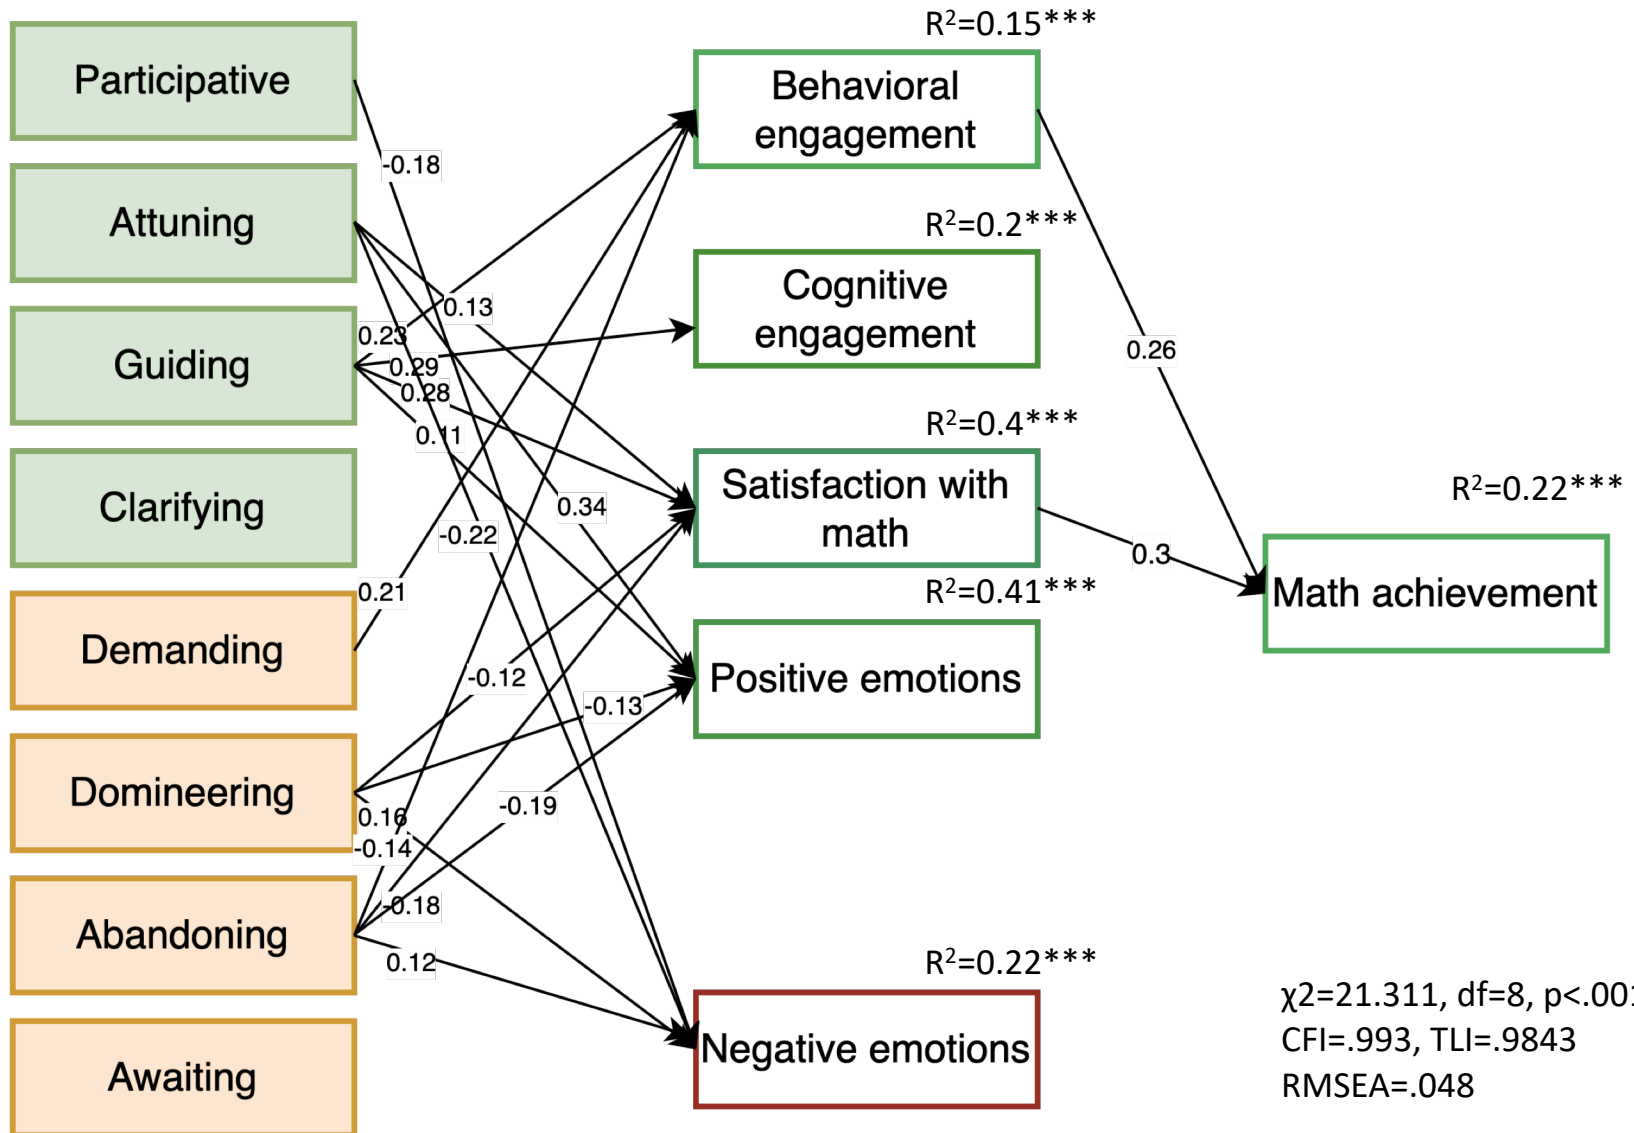 R²=0.15***
Participative
Behavioral
engagement
-0.18
Attuning
R²=0.2***
Cognitive
engagement
0.13
0.23
Guiding
0.29
0.28
0.11
0.26
R²=0.4***
Satisfaction with
math
Clarifying
0.34
-0.22
0.3
R²=0.22***
Math achievement
R²=0.41***
0.21
Demanding
-0.12
Positive emotions
-0.13
Domineering
0.16
-0.19
-0.14
-0.18
Abandoning
0.12
R²=0.22***
Negative emotions
Awaiting
χ2=21.311, df=8, p<.001
CFI=.993, TLI=.9843
RMSEA=.048